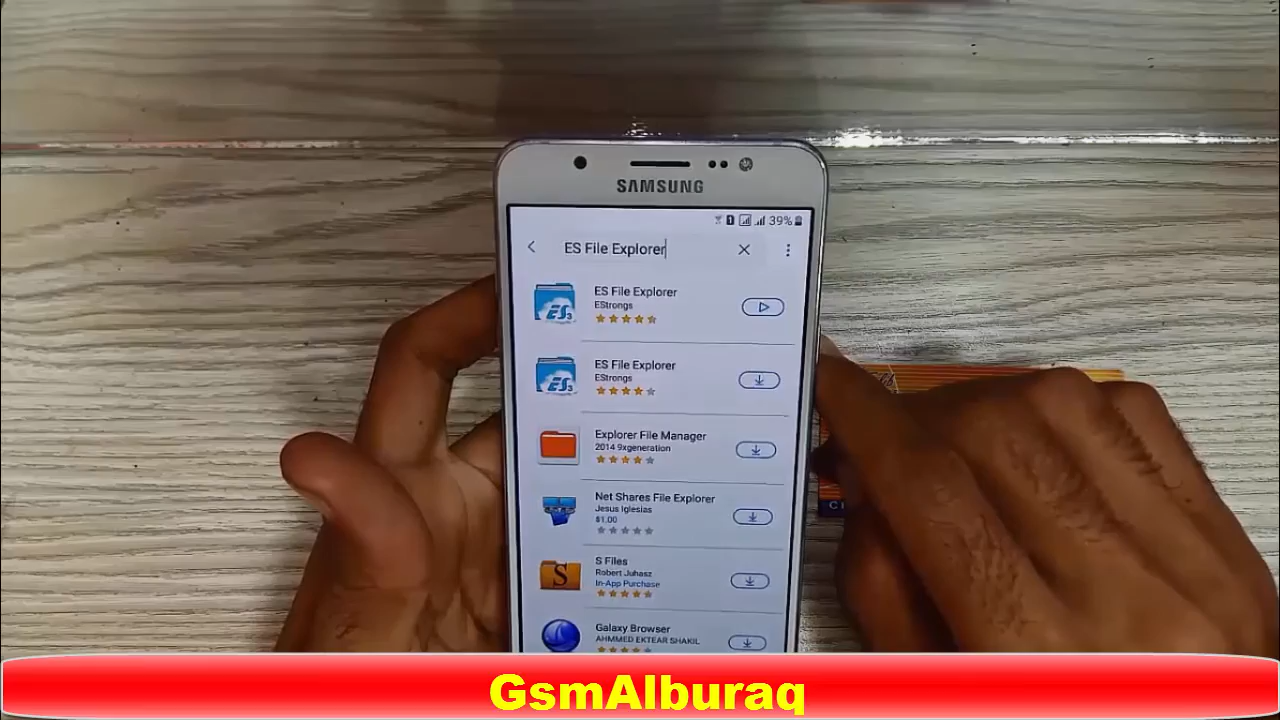 SAMSUNG
39%
ES File Explorer
ES File Explorer
EStrongs
ES File Explorer
EStrongs
Explorer File Manager
2014 9xgeneration
Net Shares File Explorer
Jesus Iglesias
$1.00
S Files
Robert Juhasz
In-App Purchase
Galaxy Browser
AHMMED EKTEAR SHAKIL
GsmAlburaq